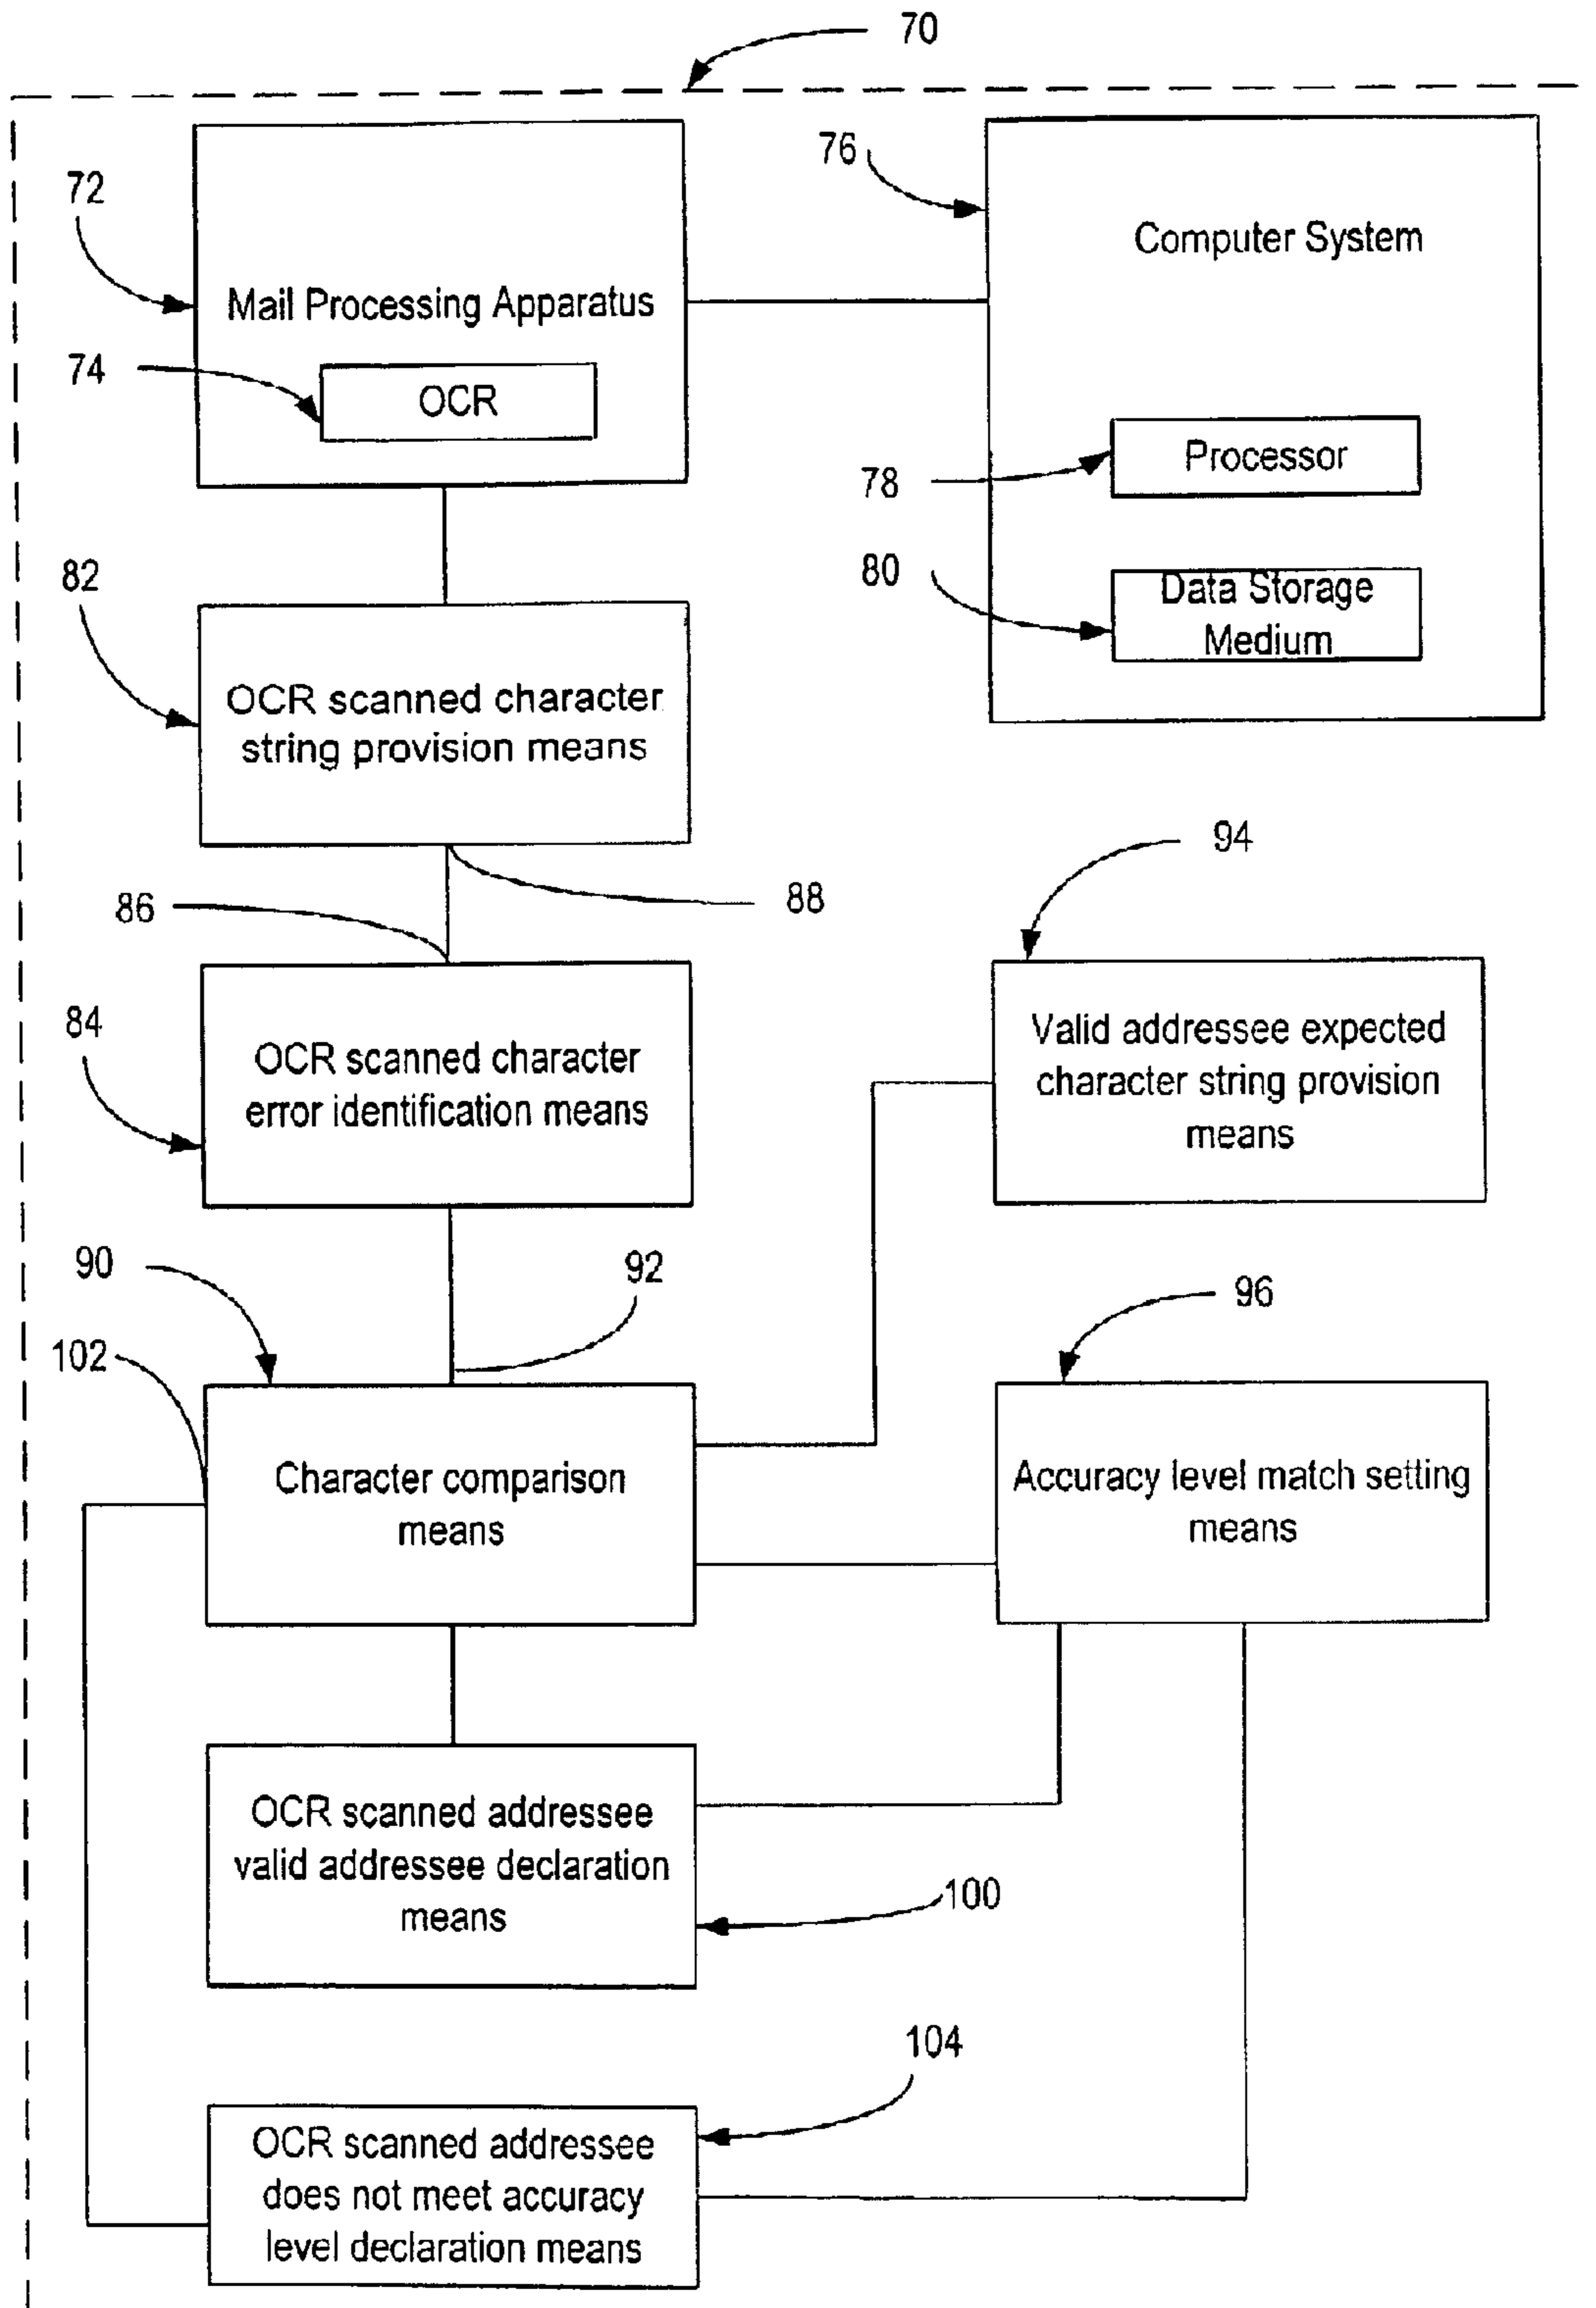 70
72
Mail Processing Apparatus
74
OCR
76
Computer System
78
Processor
80
Data Storage
Medium
82
OCR scanned character
string provision means
88
86
84
OCR scanned character
error identification means
94
Valid addressee expected
character string provision
means
90
92
102
Character comparison
means
96
Accuracy level match setting
means
OCR scanned addressee
valid addressee declaration
means
100
104
OCR scanned addressee
does not meet accuracy
level declaration means